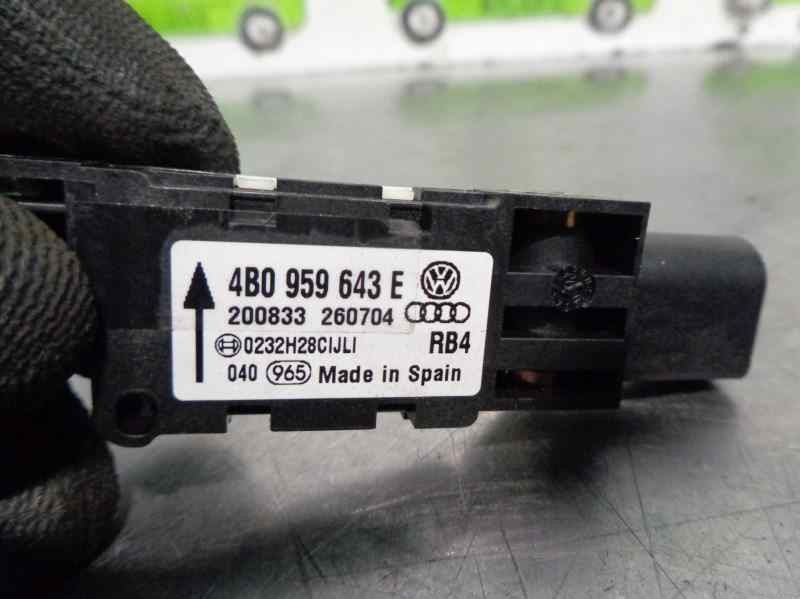 4B0 959 643 E
200833 260704
0232H28CIJLI RB4
040 965 Made in Spain